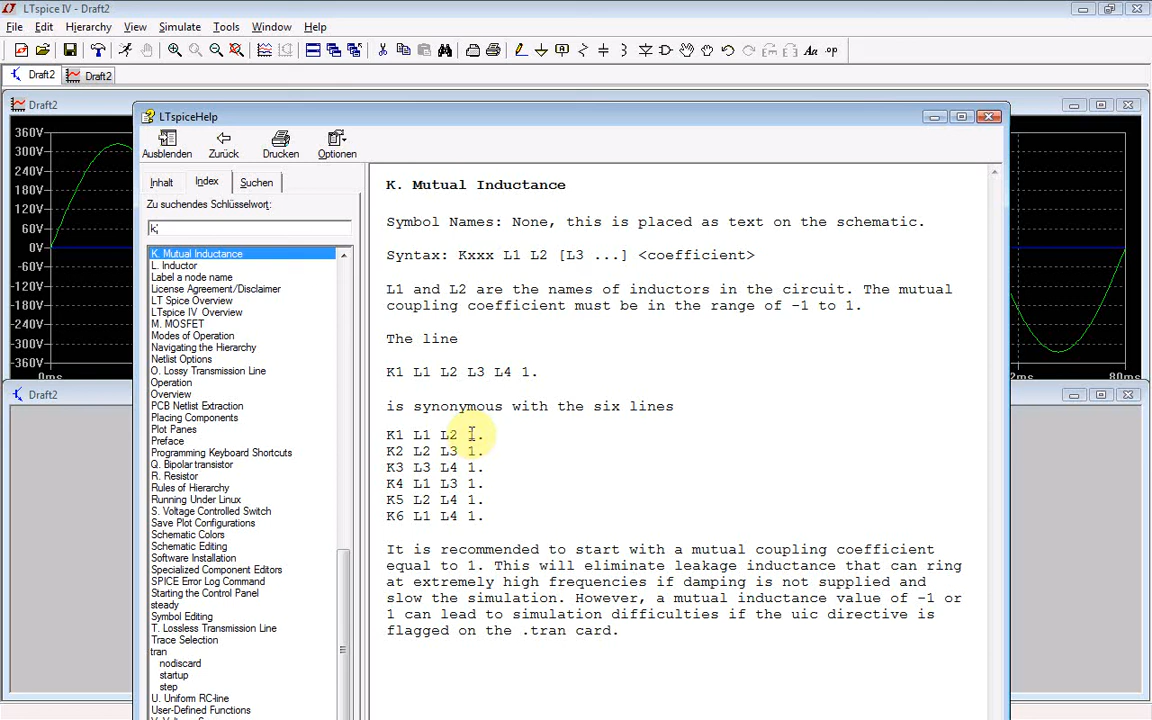 LTspice IV - Draft2
File Edit Hierarchy View Simulate Tools Window Help
Aa .op
Draft2 Draft2
Draft2
360V
300V
240V
180V
120V
60V
0V
-60V
-120V
-180V
-240V
-300V
-360V
0ms
2ms 80ms
Draft2
LTspiceHelp
Ausblenden Zurück Drucken Optionen
Inhalt Index Suchen
Zu suchendes Schlüsselwort:
K. Mutual Inductance
L. Inductor
Label a node name
License Agreement/Disclaimer
LT Spice Overview
LTspice IV Overview
M. MOSFET
Modes of Operation
Navigating the Hierarchy
Netlist Options
O. Lossy Transmission Line
Operation
Overview
PCB Netlist Extraction
Placing Components
Plot Panes
Preface
Programming Keyboard Shortcuts
Q. Bipolar transistor
R. Resistor
Rules of Hierarchy
Running Under Linux
S. Voltage Controlled Switch
Save Plot Configurations
Schematic Colors
Schematic Editing
Software Installation
Specialized Component Editors
SPICE Error Log Command
Starting the Control Panel
steady
Symbol Editing
T. Lossless Transmission Line
Trace Selection
tran
nodiscard
startup
step
U. Uniform RC-line
User-Defined Functions
K. Mutual Inductance
Symbol Names: None, this is placed as text on the schematic.
Syntax: Kxxx L1 L2 [L3 ...] <coefficient>
L1 and L2 are the names of inductors in the circuit. The mutual
coupling coefficient must be in the range of -1 to 1.
The line
K1 L1 L2 L3 L4 1.
is synonymous with the six lines
K1 L1 L2 1.
K2 L2 L3 1.
K3 L3 L4 1.
K4 L1 L3 1.
K5 L2 L4 1.
K6 L1 L4 1.
It is recommended to start with a mutual coupling coefficient
equal to 1. This will eliminate leakage inductance that can ring
at extremely high frequencies if damping is not supplied and
slow the simulation. However, a mutual inductance value of -1 or
1 can lead to simulation difficulties if the uic directive is
flagged on the .tran card.